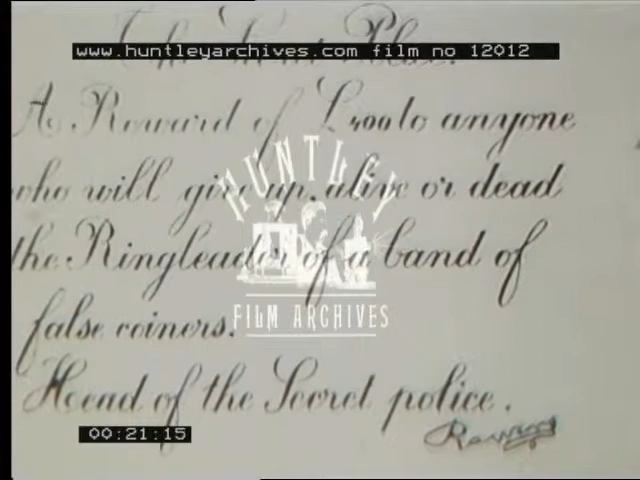 www.huntleyarchives.com film no 12012
A Reward of £400 to anyone
who will give up, alive or dead
the Ringleader of a band of
false coiners.
HUNTLEY
FILM ARCHIVES
Head of the Secret police.
00:21:15